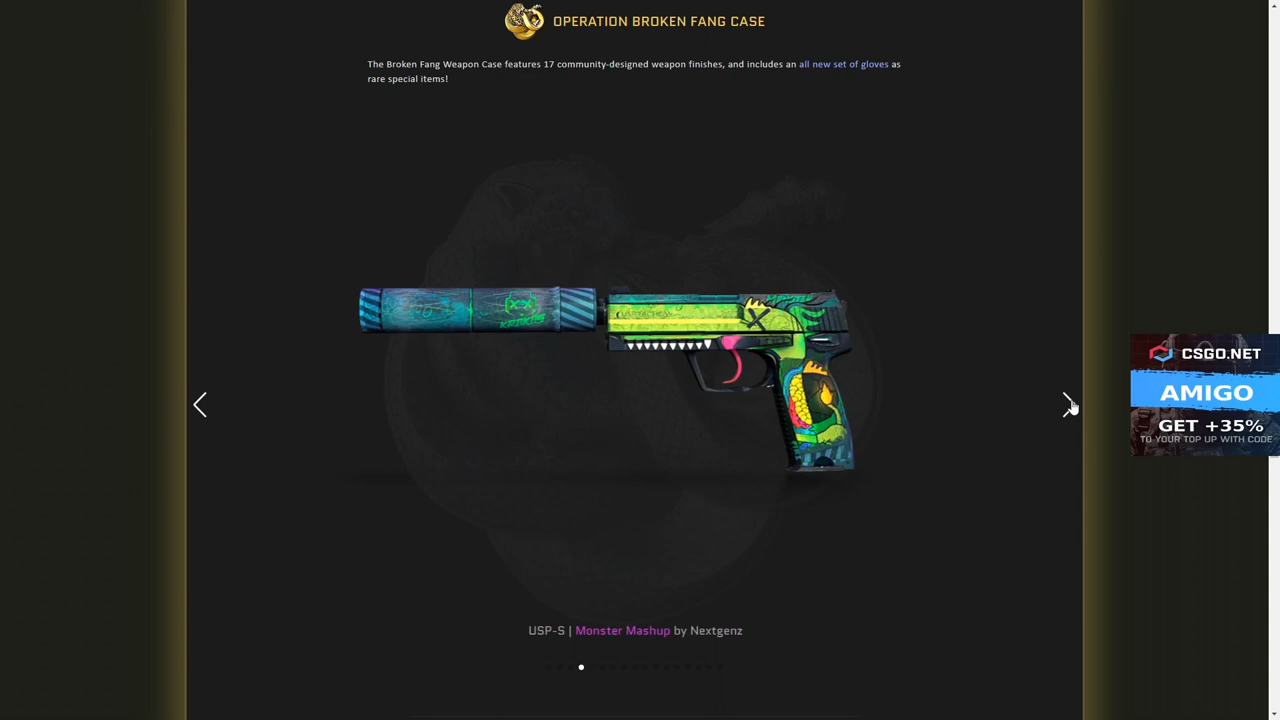 OPERATION BROKEN FANG CASE
The Broken Fang Weapon Case features 17 community-designed weapon finishes, and includes an all new set of gloves as
rare special items!
CSGO.NET
AMIGO
GET +35%
TO YOUR TOP UP WITH CODE
USP-S | Monster Mashup by Nextgenz